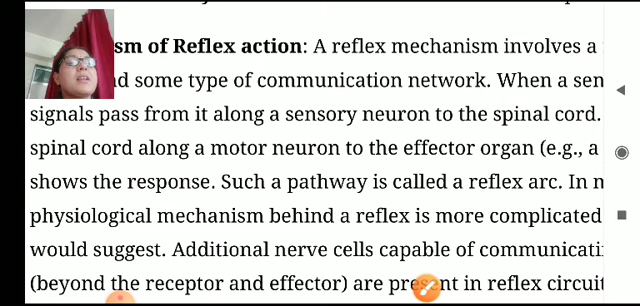 sm of Reflex action: A reflex mechanism involves a
d some type of communication network. When a sen
signals pass from it along a sensory neuron to the spinal cord.
spinal cord along a motor neuron to the effector organ (e.g., a
shows the response. Such a pathway is called a reflex arc. In
physiological mechanism behind a reflex is more complicated
would suggest. Additional nerve cells capable of communicati
(beyond the receptor and effector) are present in reflex circuit